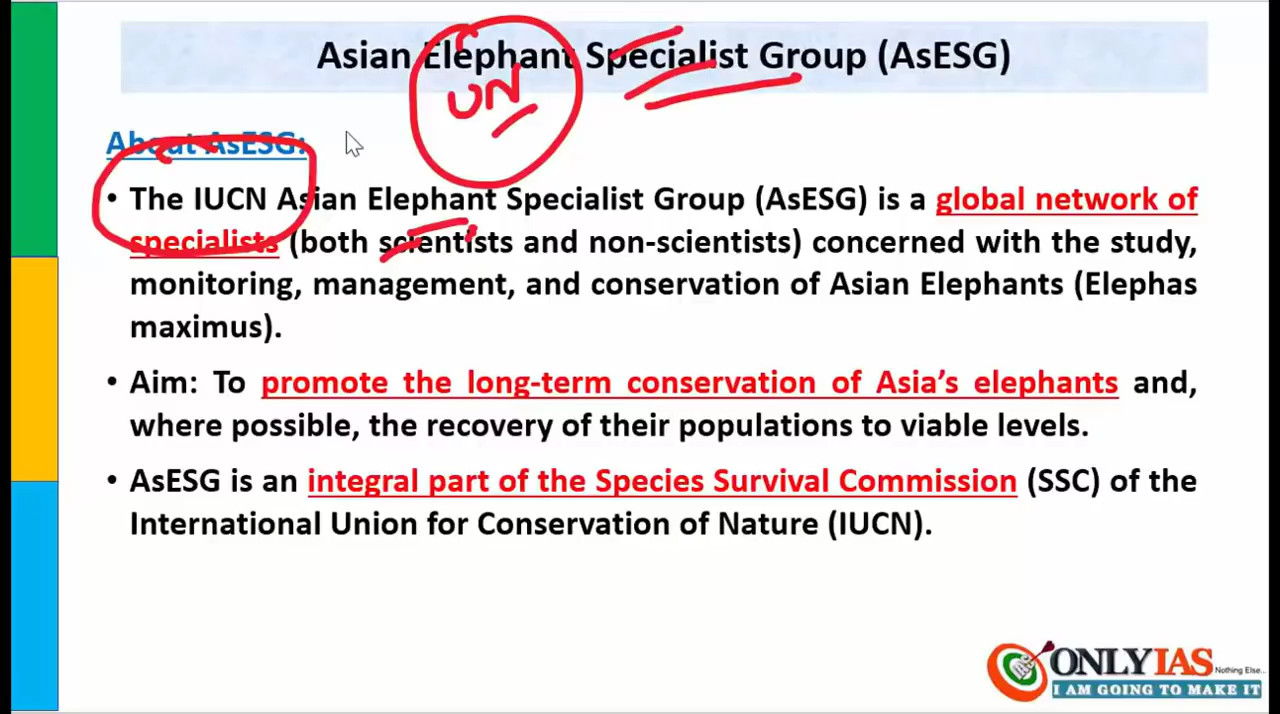 Asian Elephant Specialist Group (AsESG)
UN
About AsESG:
• The IUCN Asian Elephant Specialist Group (AsESG) is a global network of
specialists (both scientists and non-scientists) concerned with the study,
monitoring, management, and conservation of Asian Elephants (Elephas
maximus).
• Aim: To promote the long-term conservation of Asia's elephants and,
where possible, the recovery of their populations to viable levels.
• AsESG is an integral part of the Species Survival Commission (SSC) of the
International Union for Conservation of Nature (IUCN).
ONLYIAS Nothing Else...
I AM GOING TO MAKE IT